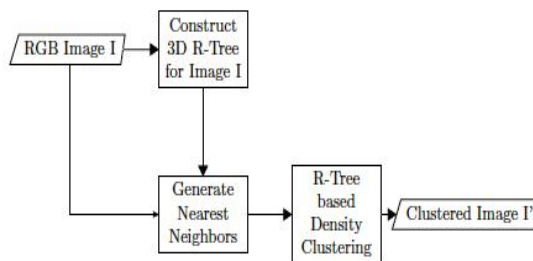 RGB Image I
Construct
3D R-Tree
for Image I
Generate
Nearest
Neighbors
R-Tree
based
Density
Clustering
Clustered Image I'